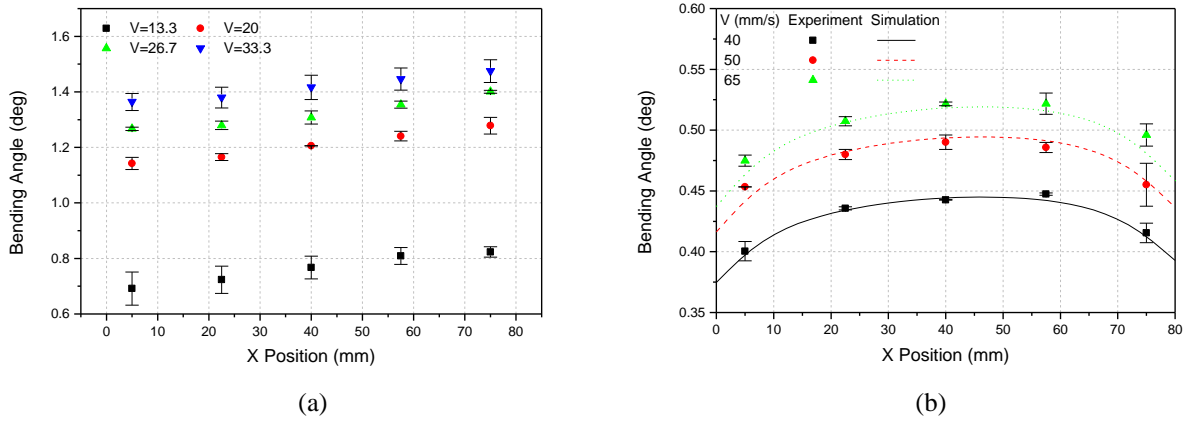 V=13.3 V=20
V=26.7 V=33.3
1.6
1.4
1.2
1.0
0.8
0.6
0 10 20 30 40 50 60 70 80
Bending Angle (deg)
X Position (mm)
(a)
V (mm/s) Experiment Simulation
40
50
65
0.60
0.55
0.50
0.45
0.40
0.35
0 10 20 30 40 50 60 70 80
Bending Angle (deg)
X Position (mm)
(b)